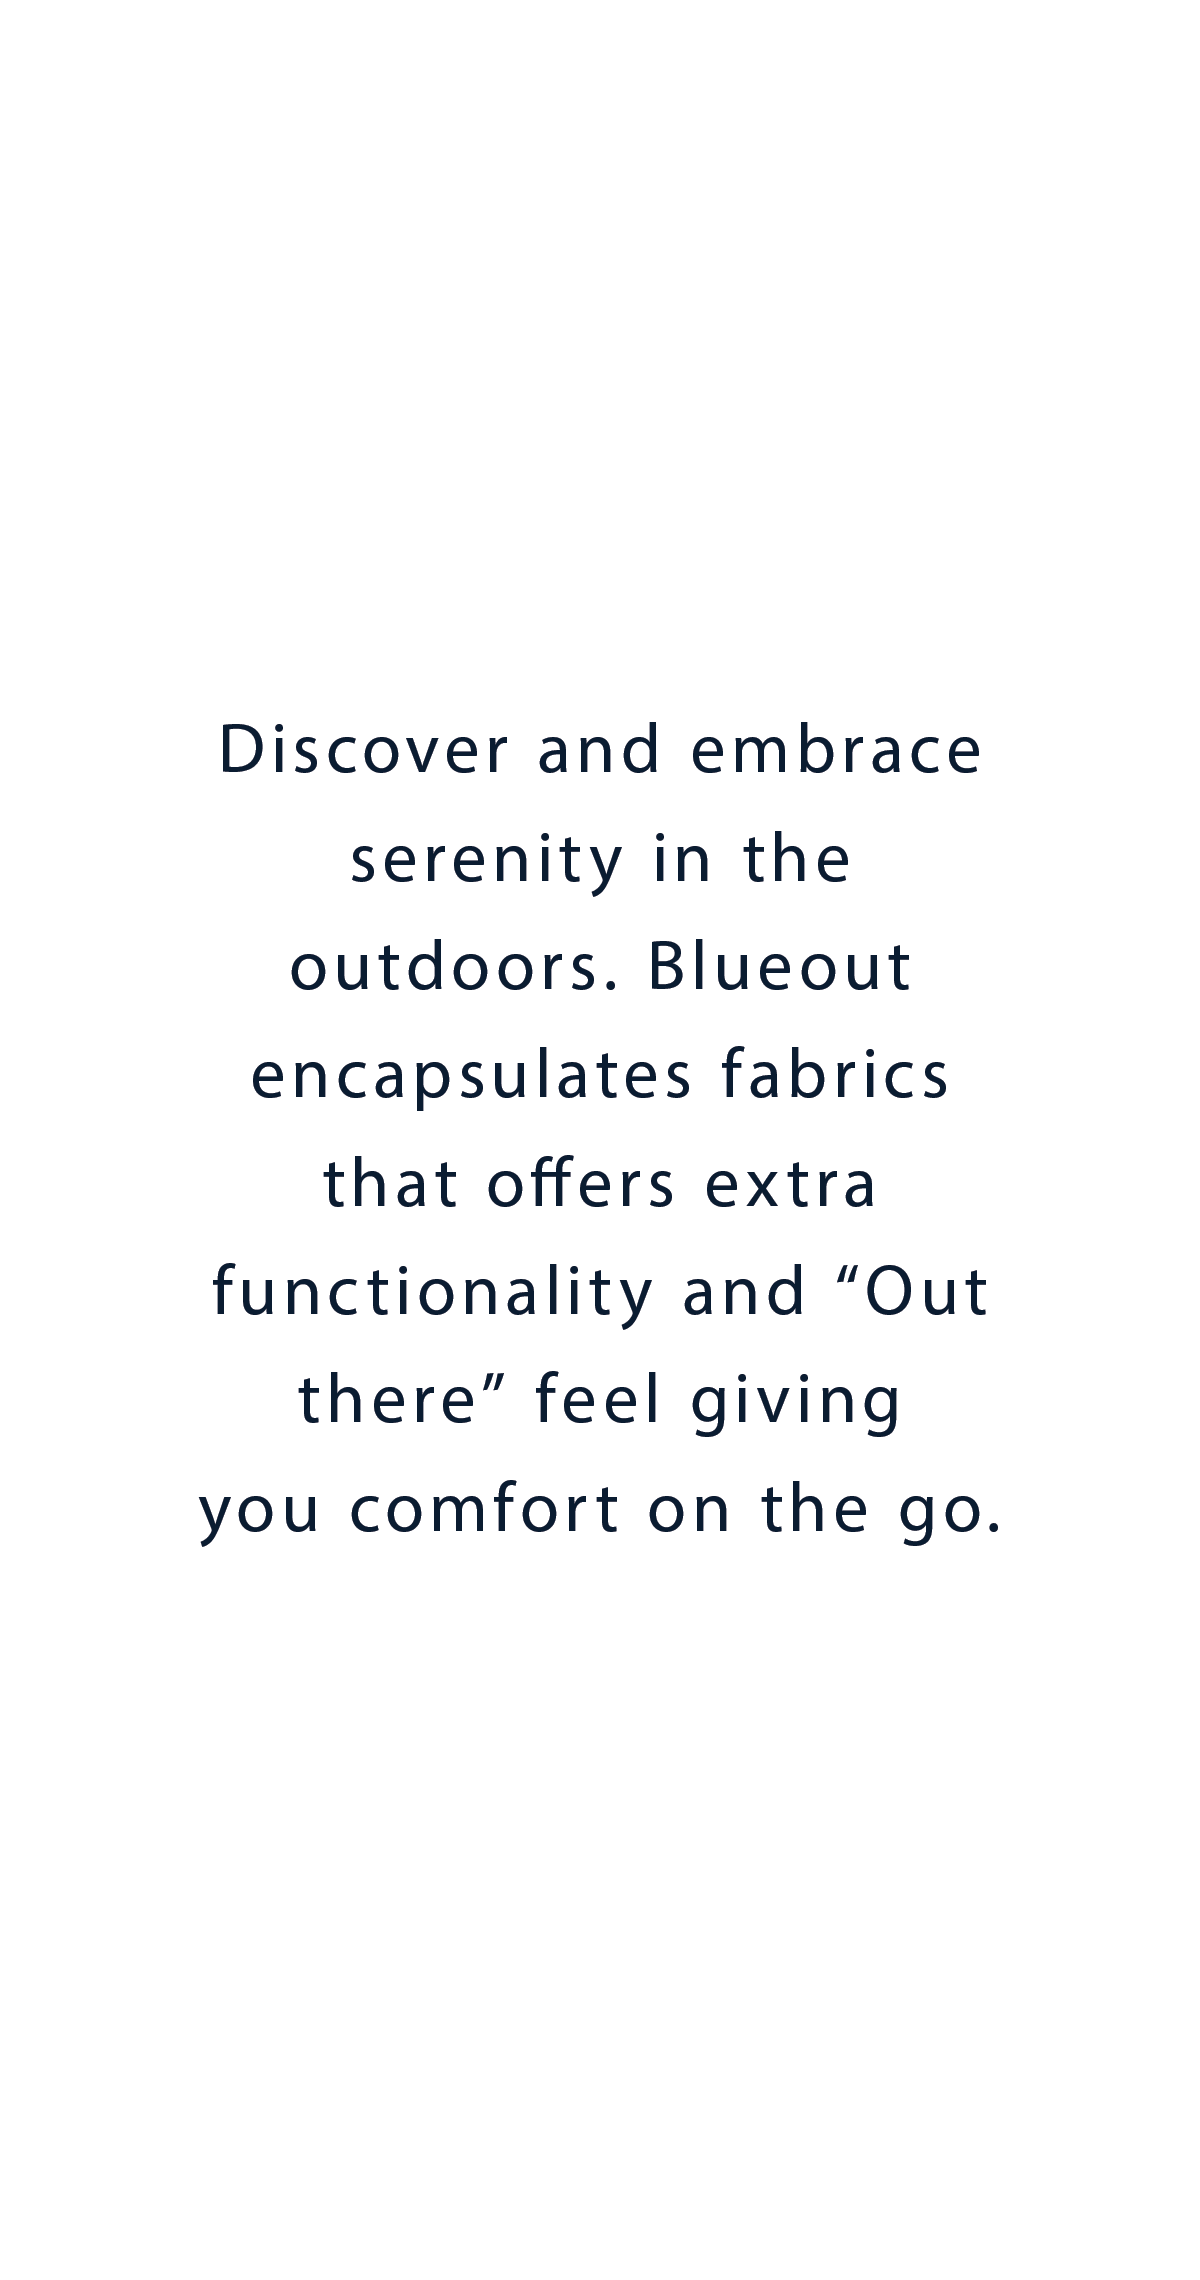 Discover and embrace
serenity in the
outdoors. Blueout
encapsulates fabrics
that offers extra
functionality and “Out
there” feel giving
you comfort on the go.